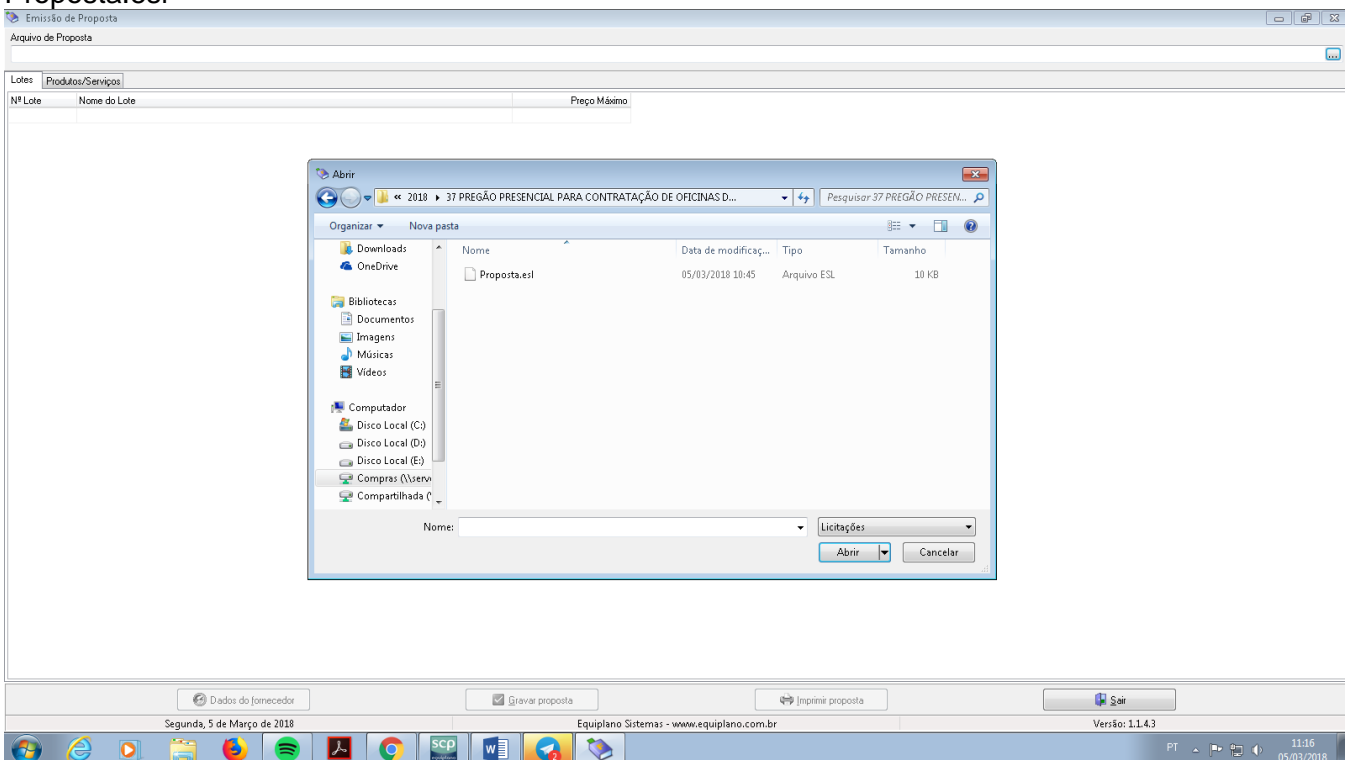 Emissão de Proposta
Arquivo de Proposta
...
Lotes Produtos/Serviços
Nº Lote Nome do Lote Preço Máximo
Abrir
« 2018 ▸ 37 PREGÃO PRESENCIAL PARA CONTRATAÇÃO DE OFICINAS D... Pesquisar 37 PREGÃO PRESEN...
Organizar Nova pasta
Downloads
OneDrive
Bibliotecas
Documentos
Imagens
Músicas
Vídeos
Computador
Disco Local (C:)
Disco Local (D:)
Disco Local (E:)
Compras (\\serv
Compartilhada (
Nome Data de modificaç... Tipo Tamanho
Proposta.esl 05/03/2018 10:45 Arquivo ESL 10 KB
Nome: Licitações
Abrir Cancelar
Dados do fornecedor Gravar proposta Imprimir proposta Sair
Segunda, 5 de Março de 2018 Equiplano Sistemas - www.equiplano.com.br Versão: 1.1.4.3
scp
W
2
PT 11:16
05/03/2018